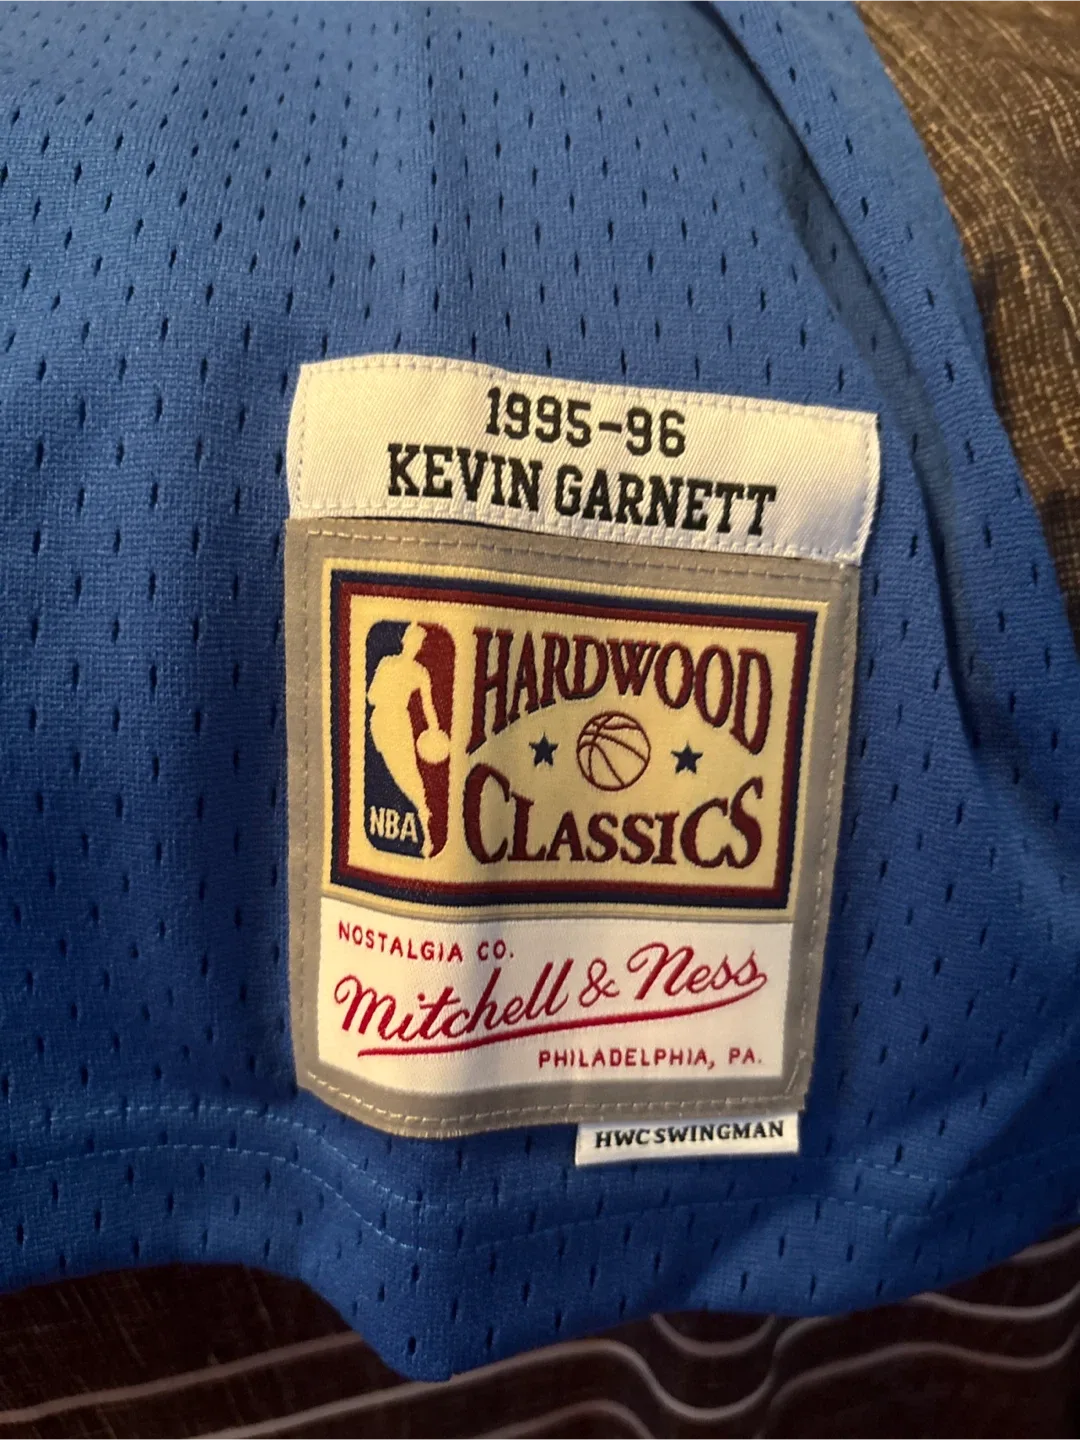 1995-96
KEVIN GARNETT
NBA
HARDWOOD
CLASSICS
NOSTALGIA CO.
Mitchell & Ness
PHILADELPHIA, PA.
HWC SWINGMAN